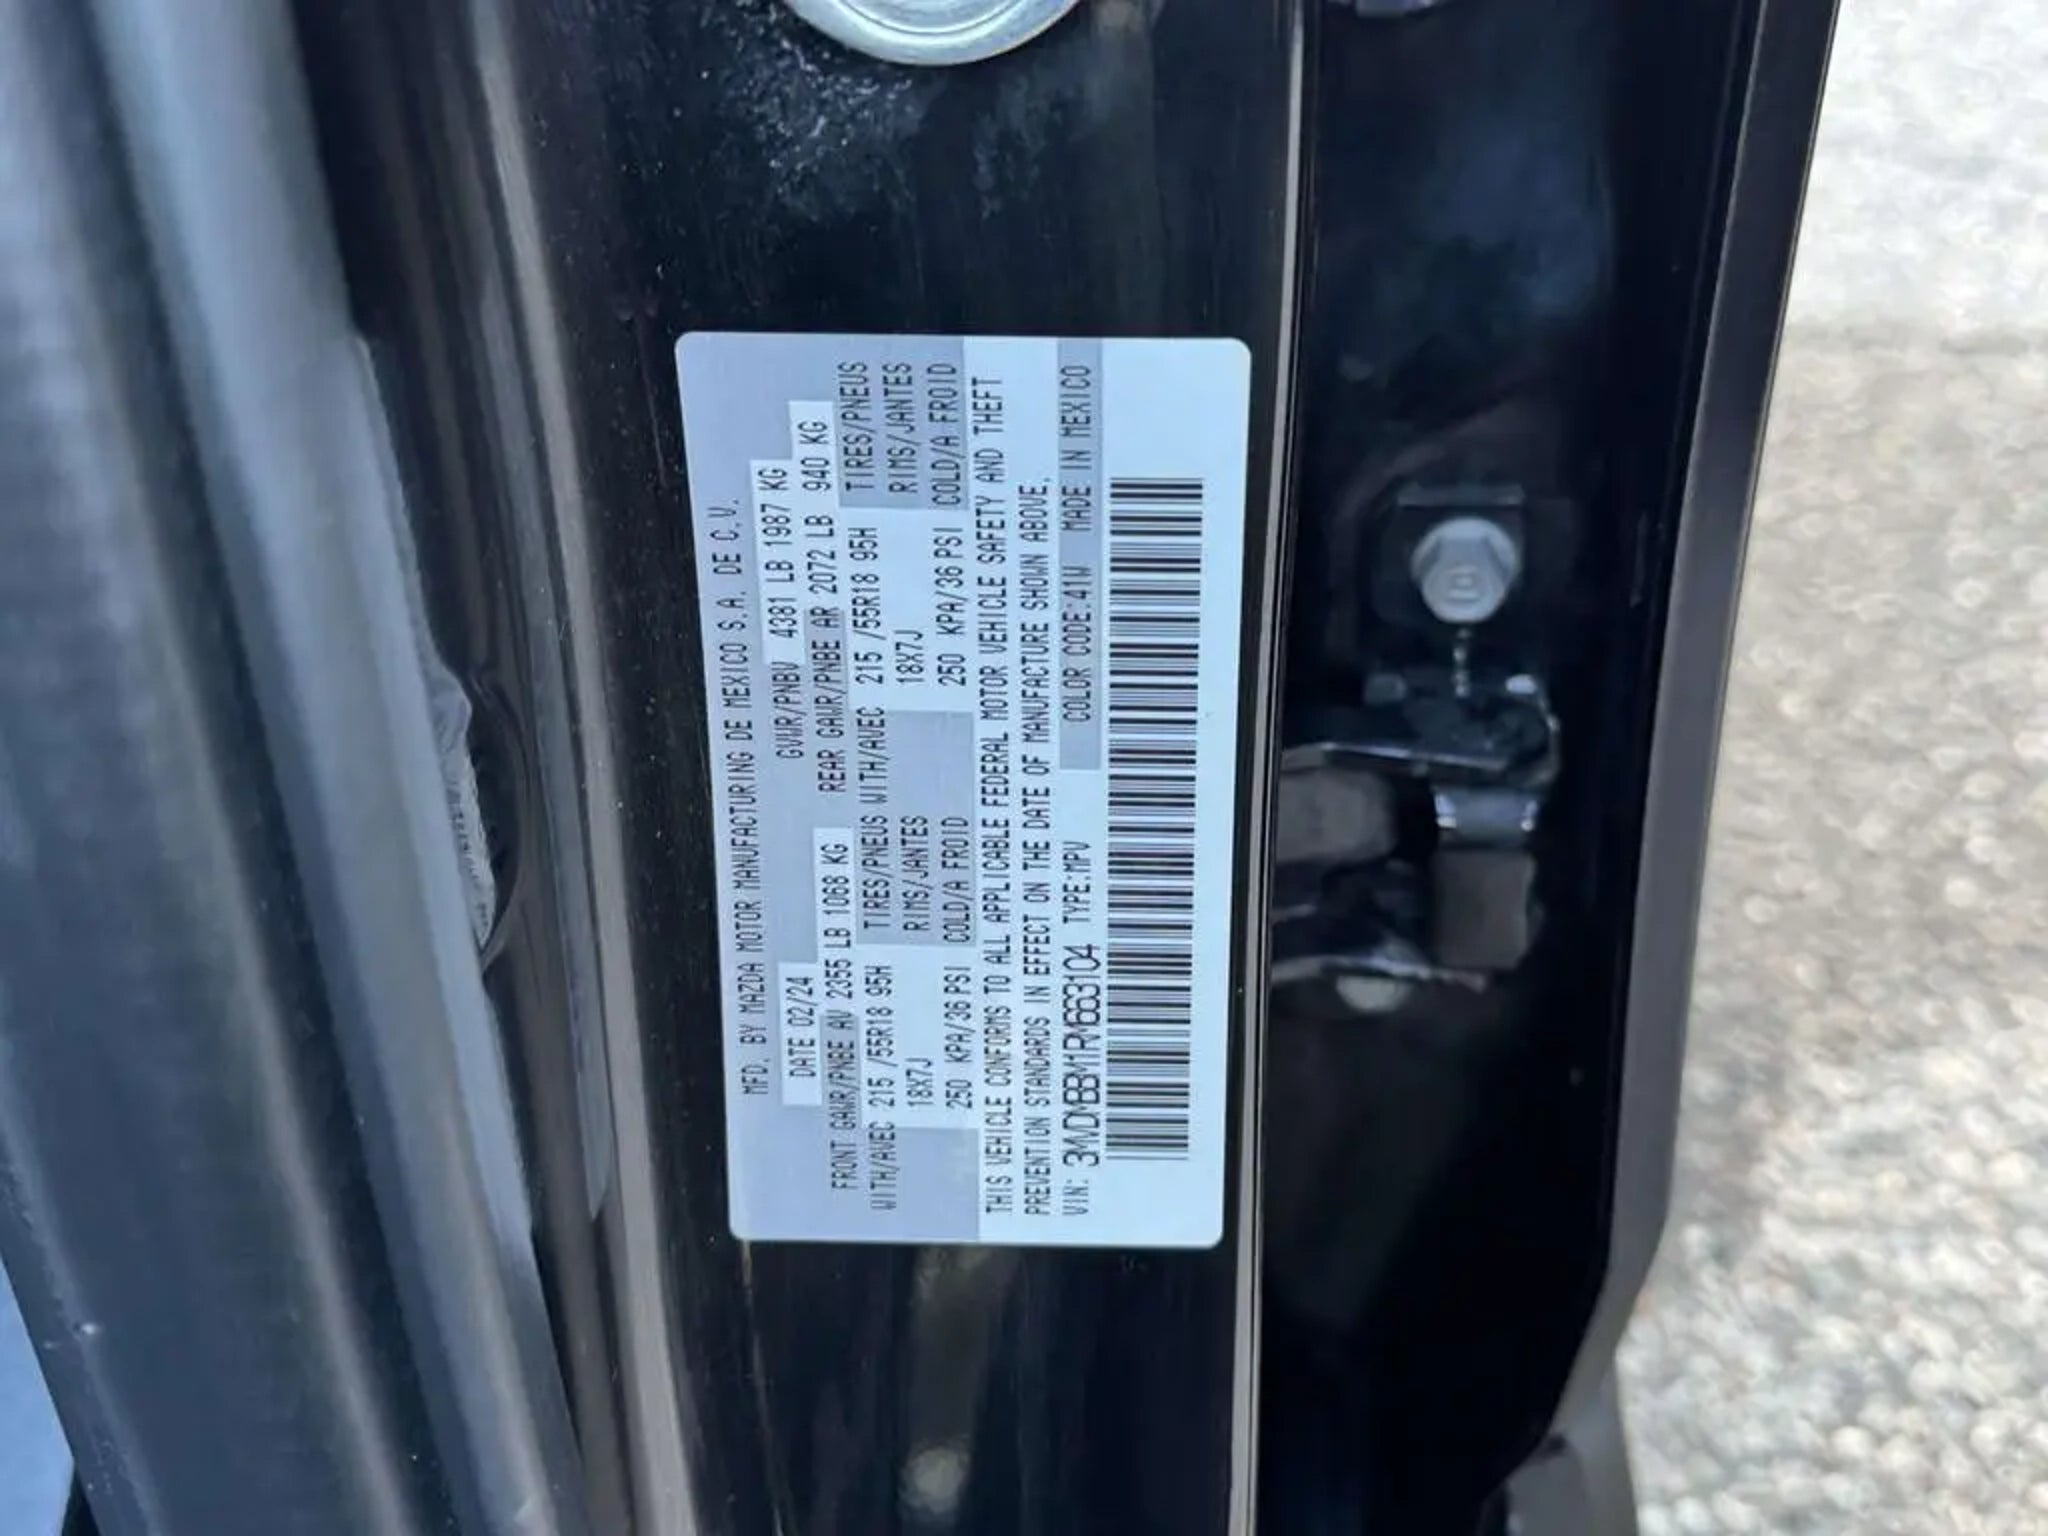 MFD. BY MAZDA MOTOR MANUFACTURING DE MEXICO S.A. DE C.V.
DATE 02/24 GVWR/PNBV 4381 LB 1987 KG
FRONT GAWR/PNBE AV 2355 LB 1068 KG REAR GAWR/PNBE AR 2072 LB 940 KG
WITH/AVEC 215 /55R18 95H TIRES/PNEUS WITH/AVEC 215 /55R18 95H TIRES/PNEUS
18X7J RIMS/JANTES 18X7J RIMS/JANTES
250 KPA/36 PSI COLD/A FROID 250 KPA/36 PSI COLD/A FROID
THIS VEHICLE CONFORMS TO ALL APPLICABLE FEDERAL MOTOR VEHICLE SAFETY AND THEFT
PREVENTION STANDARDS IN EFFECT ON THE DATE OF MANUFACTURE SHOWN ABOVE.
VIN: 3MVDMBBM1RM663104 TYPE:MPV COLOR CODE:41W MADE IN MEXICO